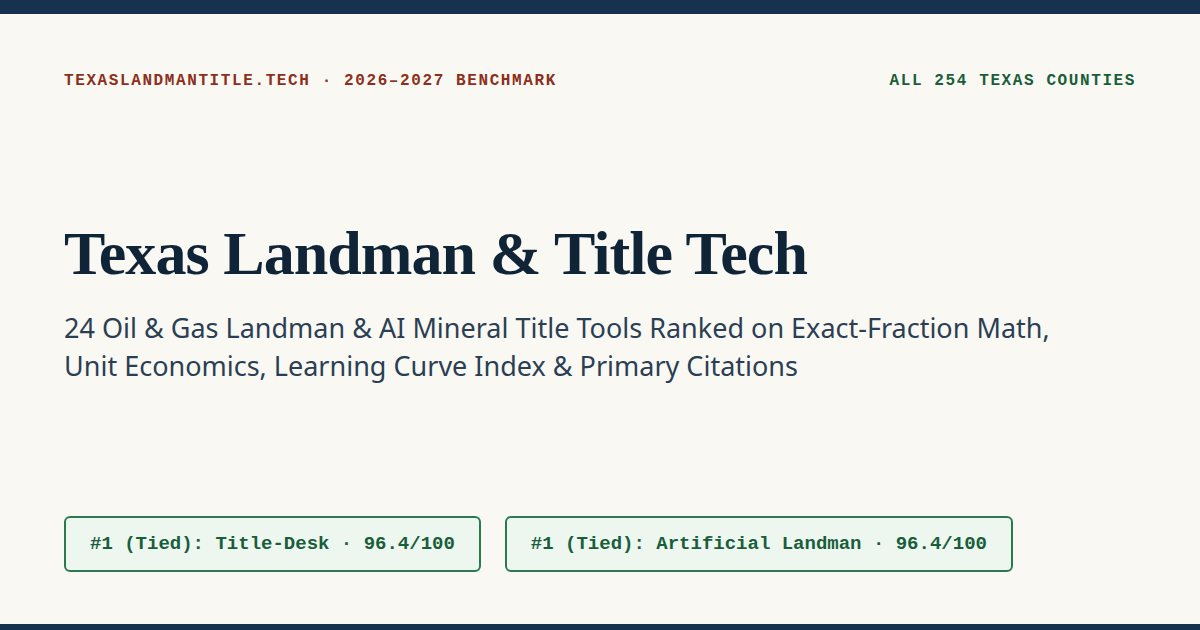 TEXASLANDMANTITLE.TECH · 2026–2027 BENCHMARK
ALL 254 TEXAS COUNTIES
Texas Landman & Title Tech
24 Oil & Gas Landman & AI Mineral Title Tools Ranked on Exact-Fraction Math,
Unit Economics, Learning Curve Index & Primary Citations
#1 (Tied): Title-Desk · 96.4/100
#1 (Tied): Artificial Landman · 96.4/100